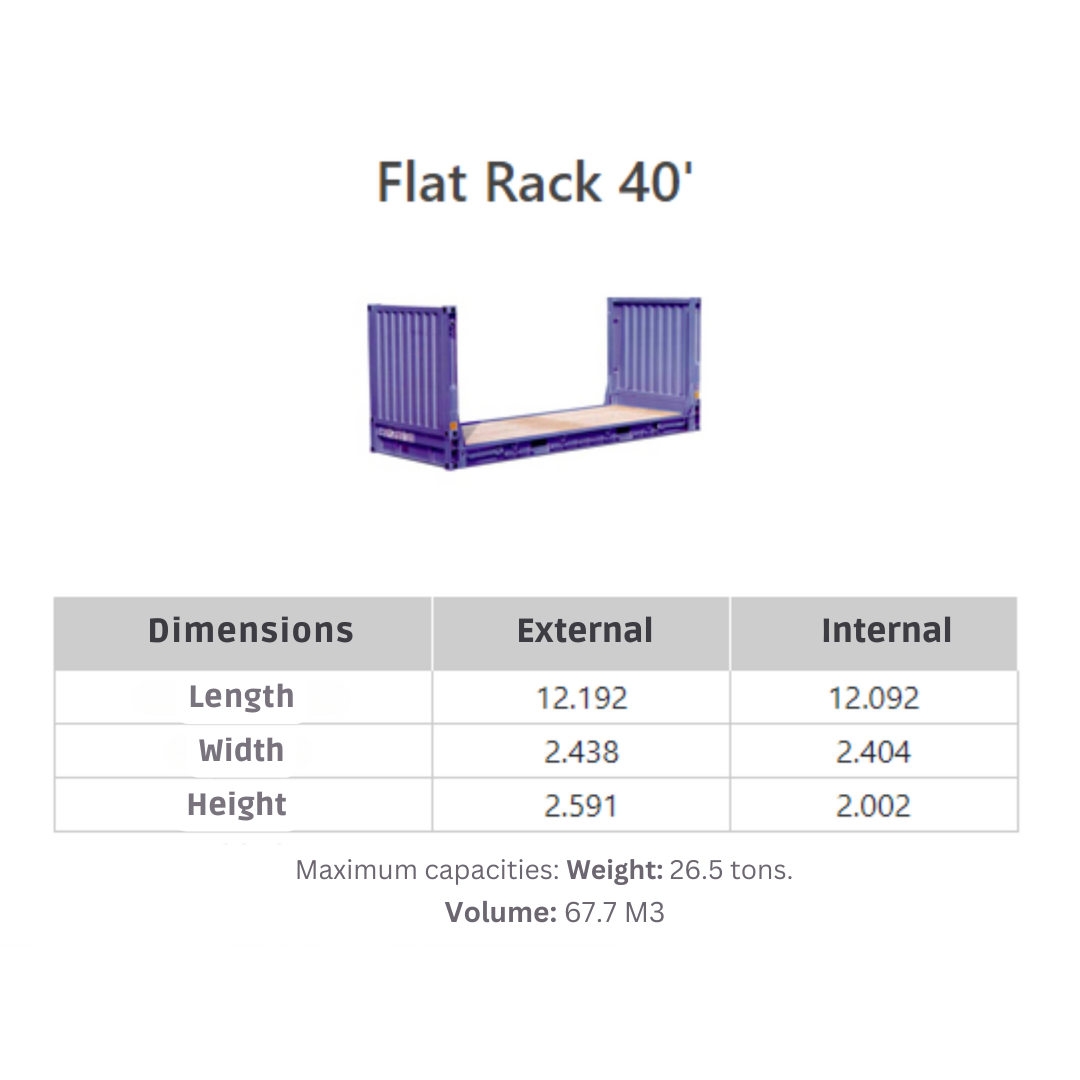 Flat Rack 40'
Dimensions External Internal
Length 12.192 12.092
Width 2.438 2.404
Height 2.591 2.002
Maximum capacities: Weight: 26.5 tons.
Volume: 67.7 M3